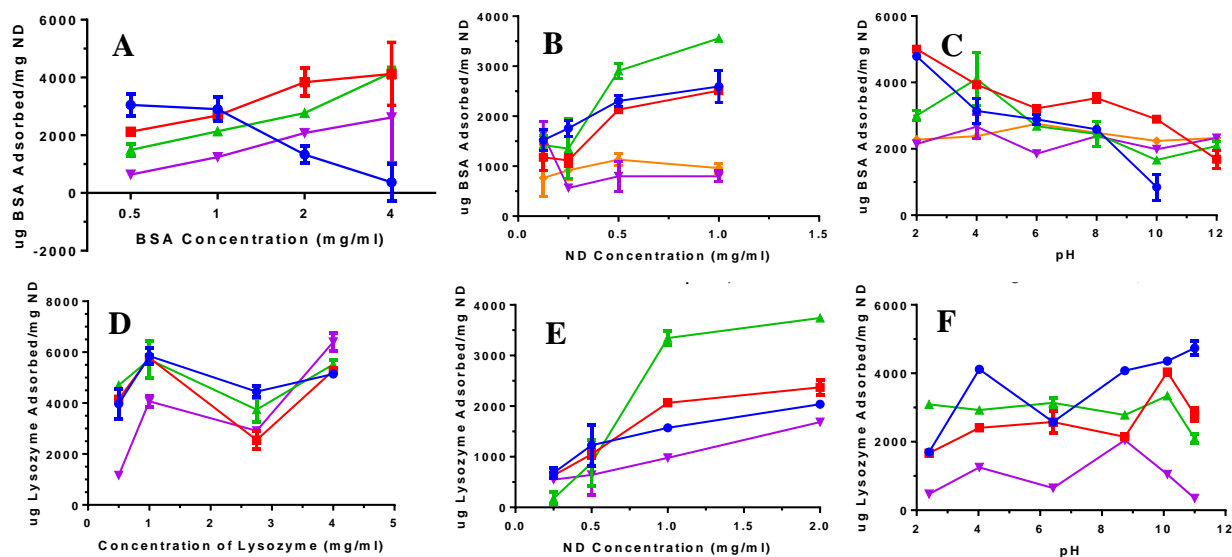 A
ug BSA Adsorbed/mg ND
6000
4000
2000
0
-2000
0.5 1 2 4
BSA Concentration (mg/ml)
B
ug BSA Adsorbed/mg ND
4000
3000
2000
1000
0
0.0 0.5 1.0 1.5
ND Concentration (mg/ml)
C
ug BSA Adsorbed/mg ND
6000
4000
2000
0
2 4 6 8 10 12
pH
D
ug Lysozyme Adsorbed/mg ND
8000
6000
4000
2000
0
0 1 2 3 4 5
Concentration of Lysozyme (mg/ml)
E
ug Lysozyme Adsorbed/mg ND
4000
3000
2000
1000
0
0.0 0.5 1.0 1.5 2.0
ND Concentration (mg/ml)
F
ug Lysozyme Adsorbed/mg ND
6000
4000
2000
0
2 4 6 8 10 12
pH